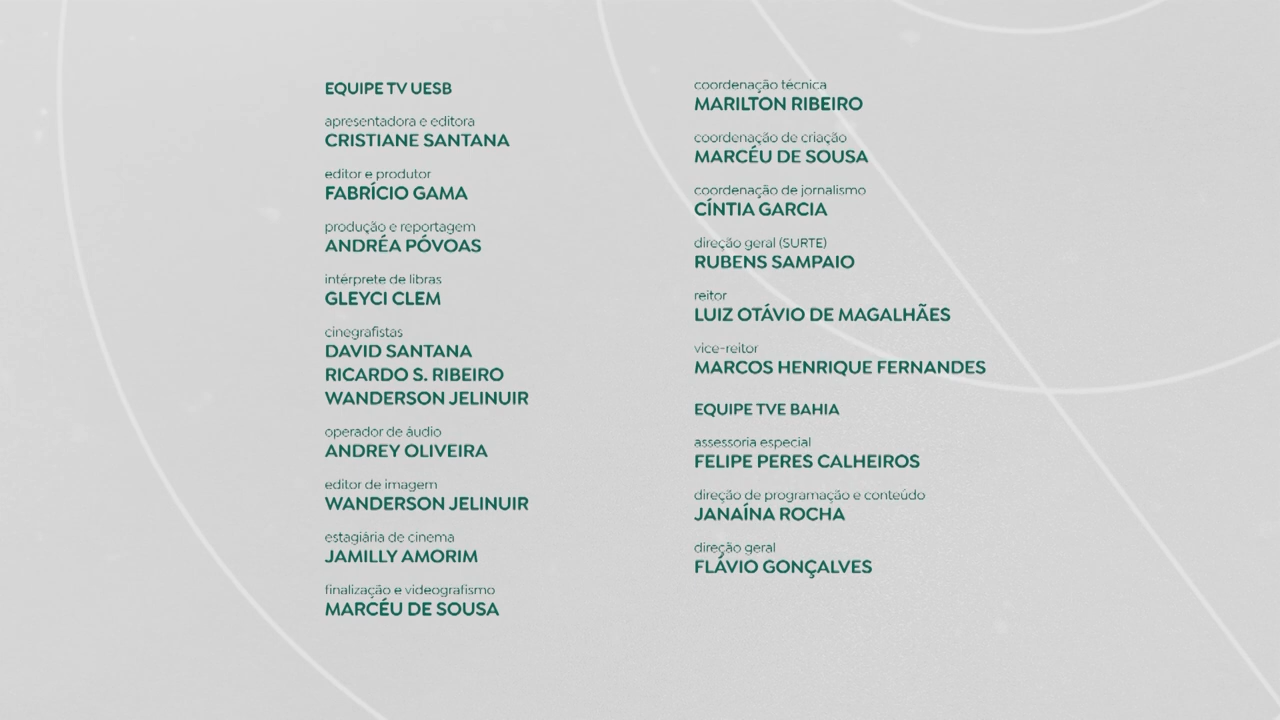 EQUIPE TV UESB
apresentadora e editora
CRISTIANE SANTANA
editor e produtor
FABRÍCIO GAMA
produção e reportagem
ANDRÉA PÓVOAS
intérprete de libras
GLEYCI CLEM
cinegrafistas
DAVID SANTANA
RICARDO S. RIBEIRO
WANDERSON JELINUIR
operador de áudio
ANDREY OLIVEIRA
editor de imagem
WANDERSON JELINUIR
estagiária de cinema
JAMILLY AMORIM
finalização e videografismo
MARCÉU DE SOUSA
coordenação técnica
MARILTON RIBEIRO
coordenação de criação
MARCÉU DE SOUSA
coordenação de jornalismo
CÍNTIA GARCIA
direção geral (SURTE)
RUBENS SAMPAIO
reitor
LUIZ OTÁVIO DE MAGALHÃES
vice-reitor
MARCOS HENRIQUE FERNANDES
EQUIPE TVE BAHIA
assessoria especial
FELIPE PERES CALHEIROS
direção de programação e conteúdo
JANAÍNA ROCHA
direção geral
FLÁVIO GONÇALVES